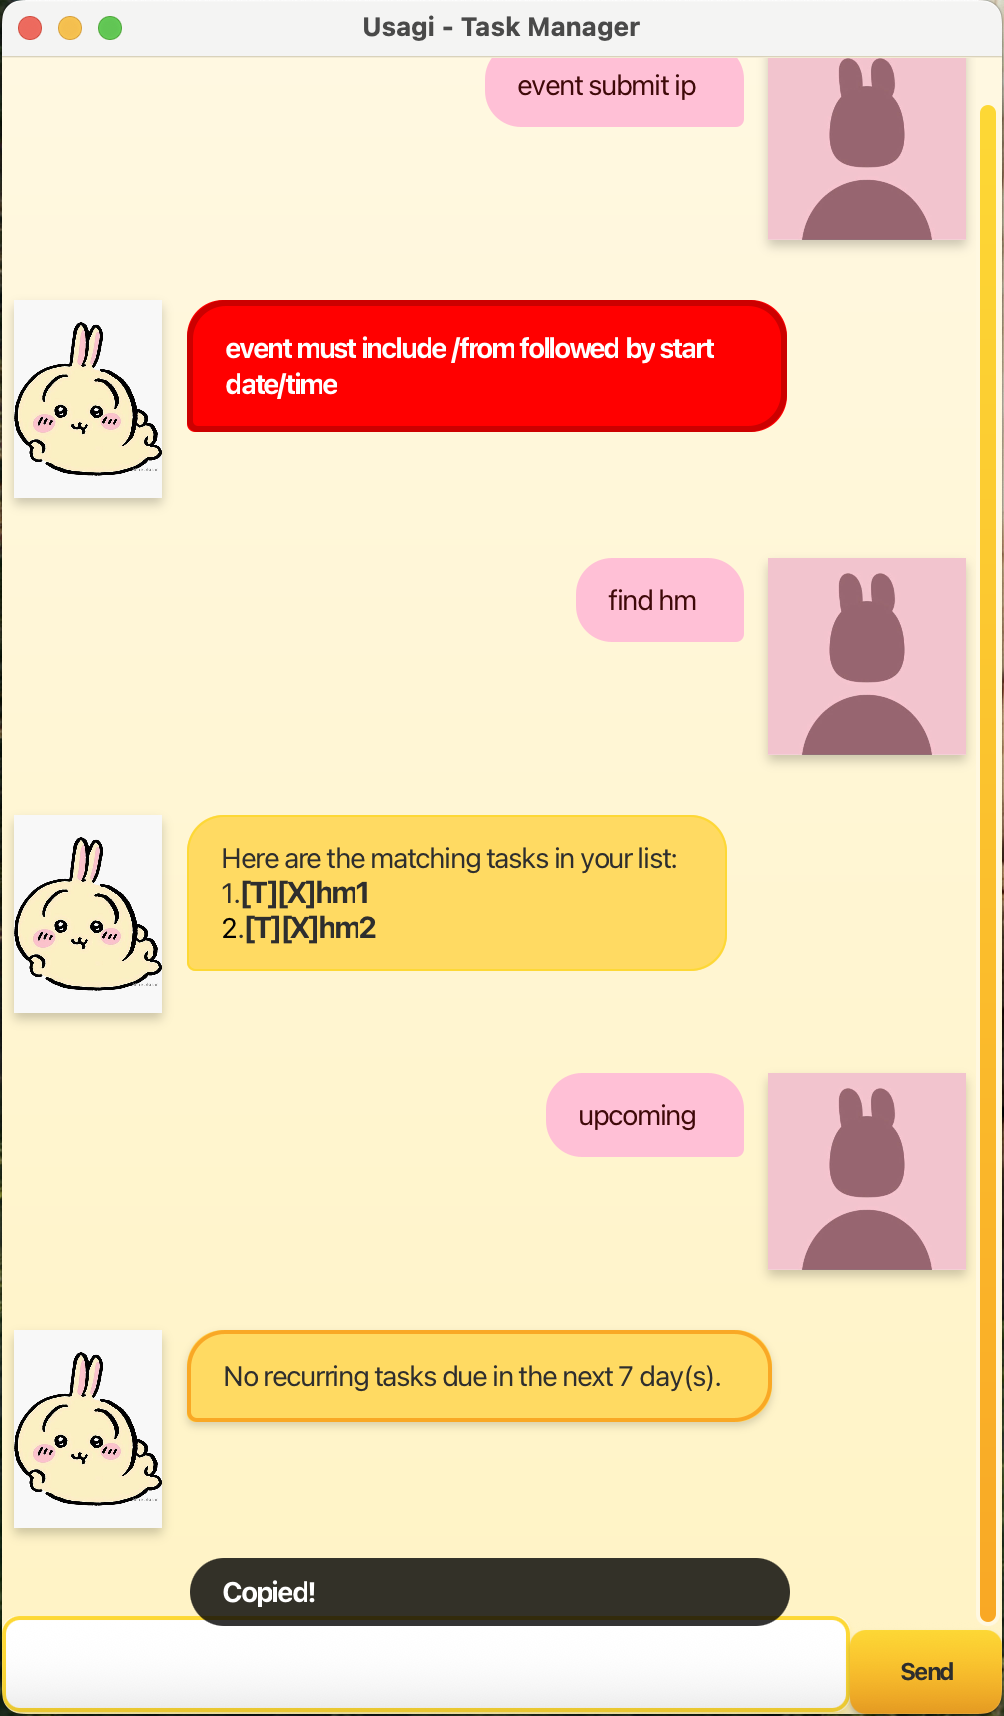 Usagi - Task Manager
event submit ip
event must include /from followed by start
date/time
find hm
Here are the matching tasks in your list:
1.[T][X]hm1
2.[T][X]hm2
upcoming
No recurring tasks due in the next 7 day(s).
Copied!
Send